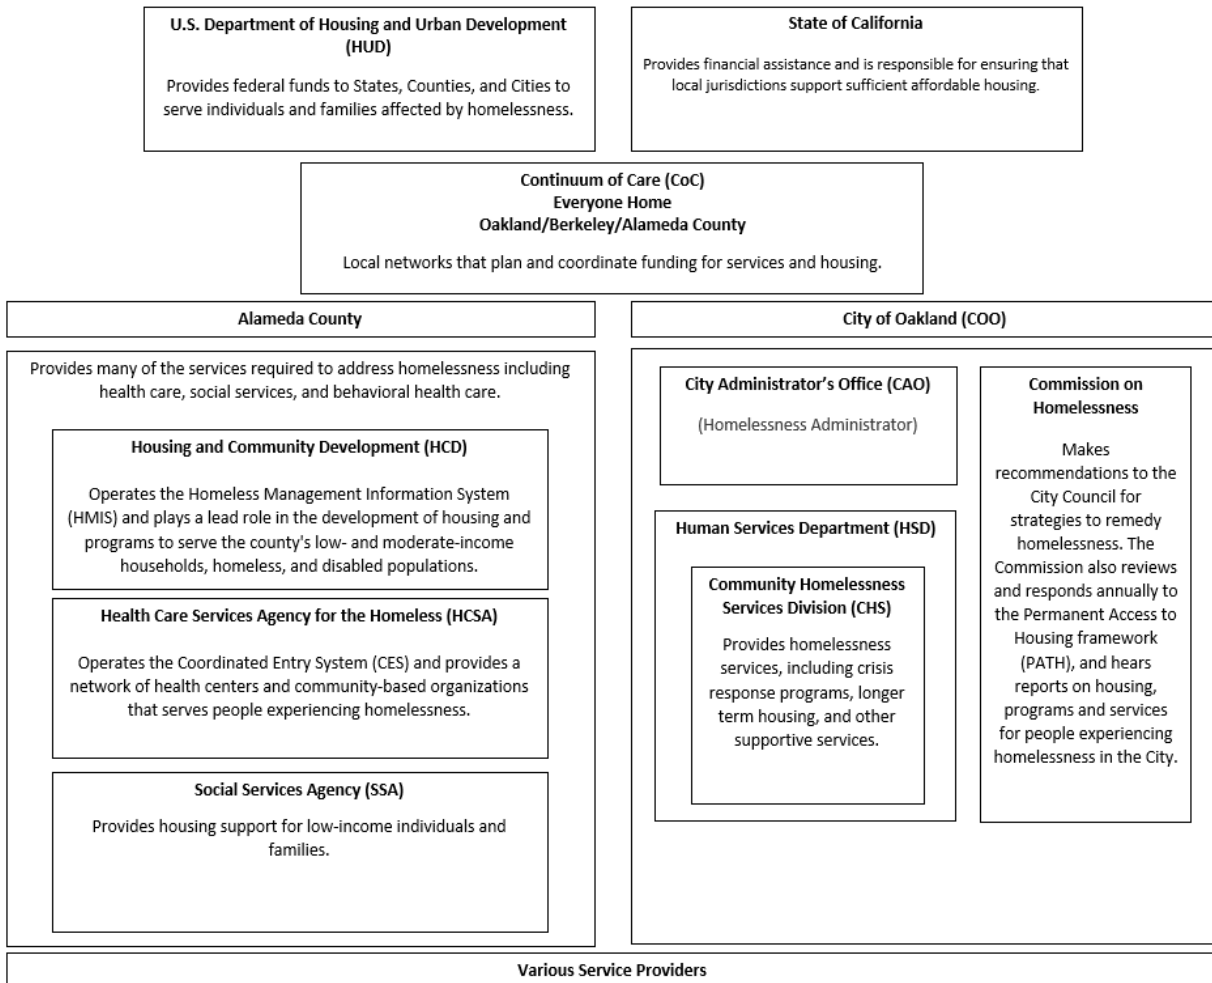 U.S. Department of Housing and Urban Development
(HUD)
Provides federal funds to States, Counties, and Cities to
serve individuals and families affected by homelessness.
State of California
Provides financial assistance and is responsible for ensuring that
local jurisdictions support sufficient affordable housing.
Continuum of Care (CoC)
Everyone Home
Oakland/Berkeley/Alameda County
Local networks that plan and coordinate funding for services and housing.
Alameda County
Provides many of the services required to address homelessness including
health care, social services, and behavioral health care.
Housing and Community Development (HCD)
Operates the Homeless Management Information System
(HMIS) and plays a lead role in the development of housing and
programs to serve the county's low- and moderate-income
households, homeless, and disabled populations.
Health Care Services Agency for the Homeless (HCSA)
Operates the Coordinated Entry System (CES) and provides a
network of health centers and community-based organizations
that serves people experiencing homelessness.
Social Services Agency (SSA)
Provides housing support for low-income individuals and
families.
City of Oakland (COO)
City Administrator’s Office (CAO)
(Homelessness Administrator)
Human Services Department (HSD)
Community Homelessness
Services Division (CHS)
Provides homelessness
services, including crisis
response programs, longer
term housing, and other
supportive services.
Commission on
Homelessness
Makes
recommendations to the
City Council for
strategies to remedy
homelessness. The
Commission also reviews
and responds annually to
the Permanent Access to
Housing framework
(PATH), and hears
reports on housing,
programs and services
for people experiencing
homelessness in the City.
Various Service Providers